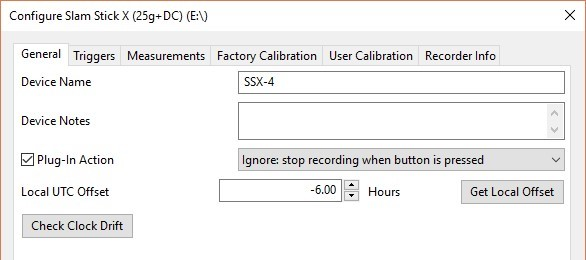 Configure Slam Stick X (25g+DC) (E:\)
General Triggers Measurements Factory Calibration User Calibration Recorder Info
Device Name SSX-4
Device Notes
Plug-In Action Ignore: stop recording when button is pressed
Local UTC Offset -6.00 Hours Get Local Offset
Check Clock Drift